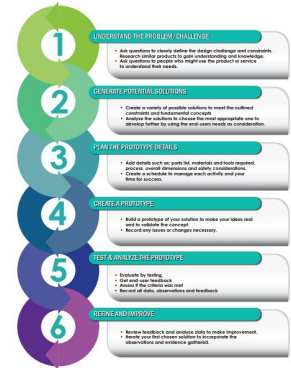 1
UNDERSTAND THE PROBLEM/CHALLENGE
• Ask questions to clearly define the design challenge and constraints.
Research similar products to gain understanding and knowledge.
• Ask questions to people who might use the product or service
to understand their needs.
2
GENERATE POTENTIAL SOLUTIONS
• Create a variety of possible solutions to meet the outlined
constraints and fundamental concepts
• Analyze the solutions to choose the most appropriate one to
develop further by using the end-users needs as consideration.
3
PLAN THE PROTOTYPE DETAILS
• Add details such as; parts list, materials and tools required,
process, overall dimensions and safety considerations.
• Create a schedule to manage each activity and your
time for success.
4
CREATE A PROTOTYPE
• Build a prototype of your solution to make your ideas real
and to validate the concept.
• Record any issues or changes necessary.
5
TEST & ANALYZE THE PROTOTYPE
• Evaluate by testing.
• Get end-user feedback
• Assess if the criteria was met
• Record all data, observations and feedback
6
REFINE AND IMPROVE
• Review feedback and analyze data to make improvement.
• Iterate your first chosen solution to incorporate the
observations and evidence gathered.